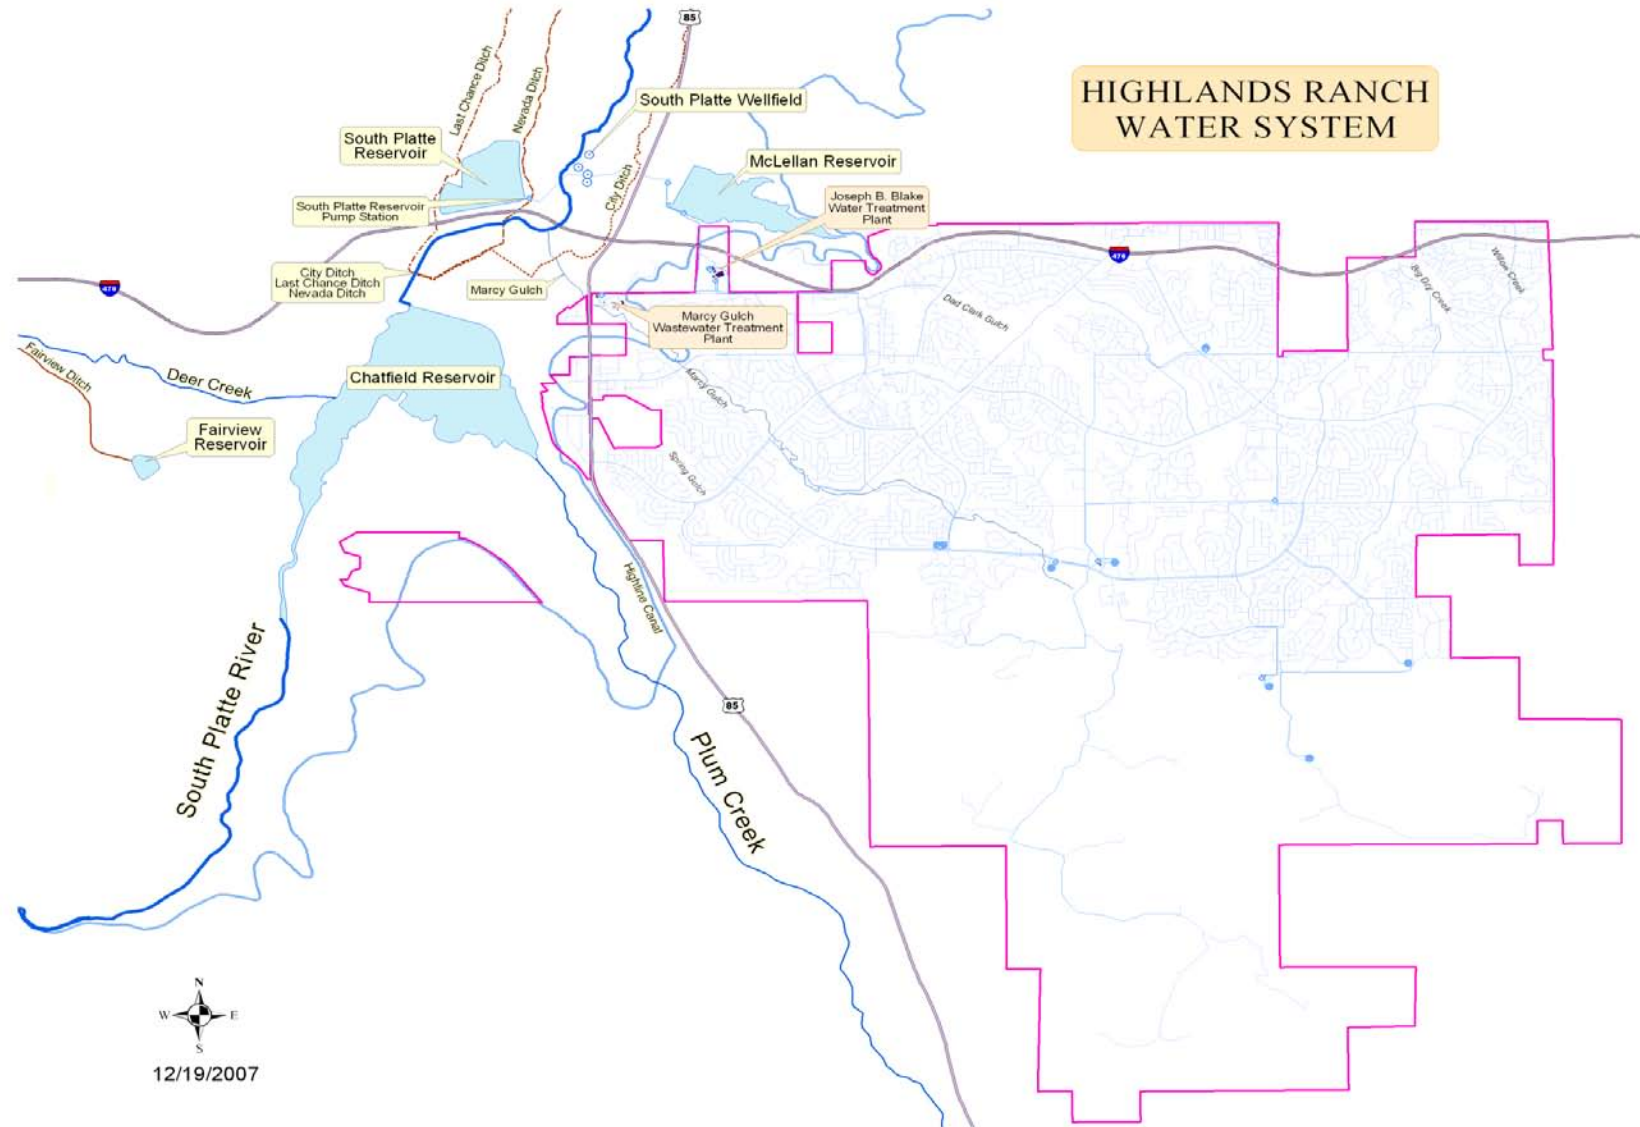 85
HIGHLANDS RANCH
WATER SYSTEM
Last Chance Ditch
Nevada Ditch
South Platte Wellfield
South Platte
Reservoir
McLellan Reservoir
City Ditch
South Platte Reservoir
Pump Station
Joseph B. Blake
Water Treatment
Plant
City Ditch
Last Chance Ditch
Nevada Ditch
Marcy Gulch
470
470
Big Dry Creek
Willow Creek
Dad Clark Gulch
Marcy Gulch
Wastewater Treatment
Plant
Fairview Ditch
Deer Creek
Chatfield Reservoir
Marcy Gulch
Fairview
Reservoir
Spring Gulch
Highline Canal
South Platte River
85
Plum Creek
N
W
E
S
12/19/2007